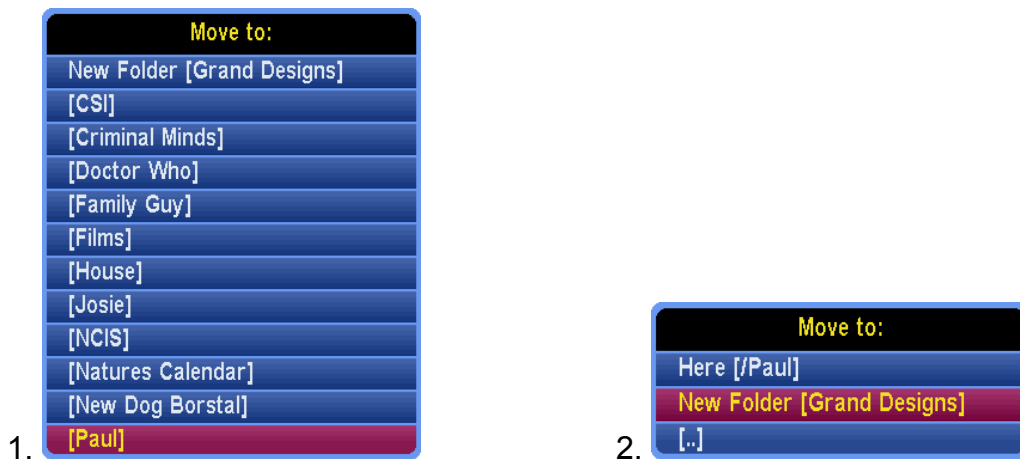 Move to:
New Folder [Grand Designs]
[CSI]
[Criminal Minds]
[Doctor Who]
[Family Guy]
[Films]
[House]
[Josie]
[NCIS]
[Natures Calendar]
[New Dog Borstal]
1. [Paul]
Move to:
Here [/Paul]
New Folder [Grand Designs]
2. [..]